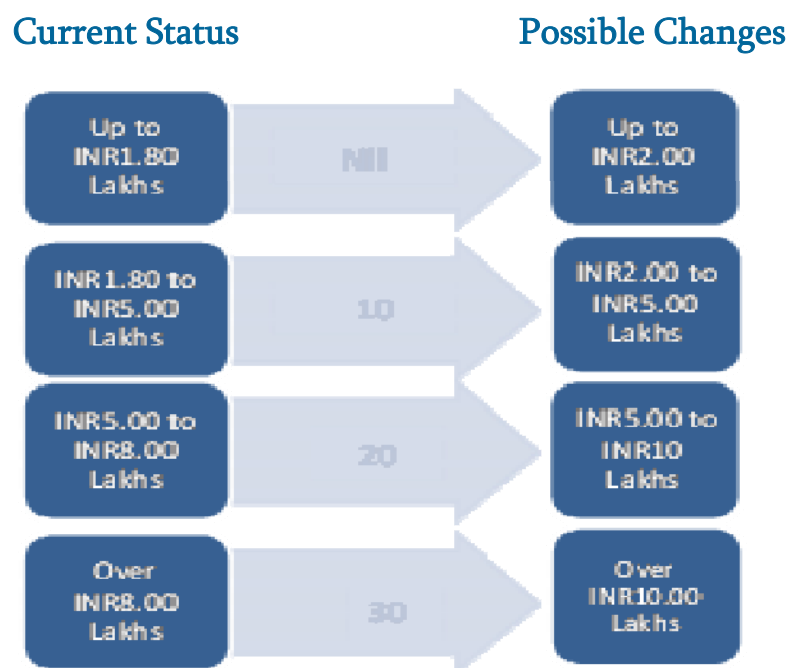 Current Status
Possible Changes
Up to
INR1.80
Lakhs
Nil
Up to
INR2.00
Lakhs
INR1.80 to
INR5.00
Lakhs
10
INR2.00 to
INR5.00
Lakhs
INR5.00 to
INR8.00
Lakhs
20
INR5.00 to
INR10
Lakhs
Over
INR8.00
Lakhs
30
Over
INR10.00
Lakhs